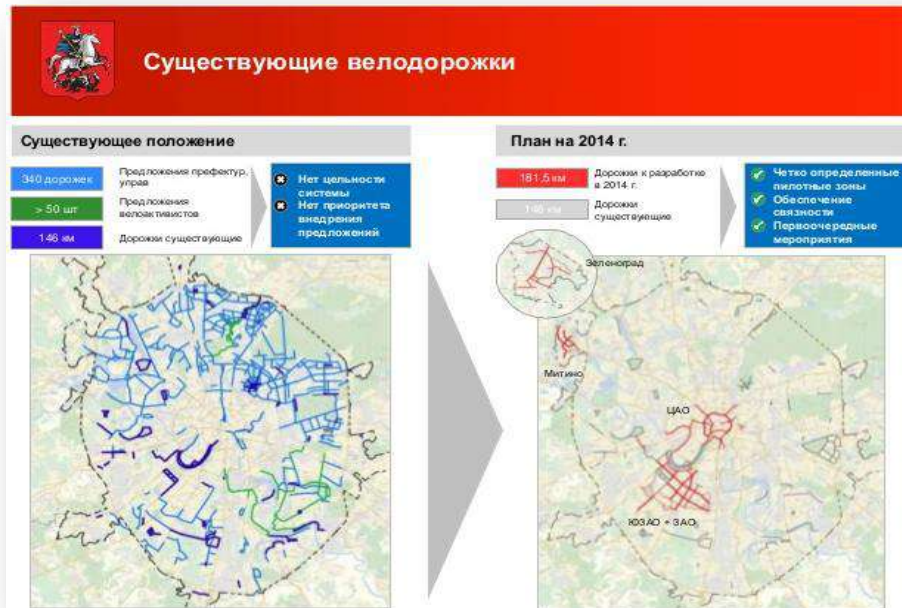 Существующие велодорожки
Существующее положение
340 дорожек
Предложения префектур,
управ
> 50 шт
Предложения
велоактивистов
146 км
Дорожки существующие
Нет цельности
системы
Нет приоритета
внедрения
предложений
План на 2014 г.
181,5 км
Дорожки к разработке
в 2014 г.
146 км
Дорожки
существующие
Четко определенные
пилотные зоны
Обеспечение
связности
Первоочередные
мероприятия
Зеленоград
Митино
ЦАО
ЮЗАО + ЗАО